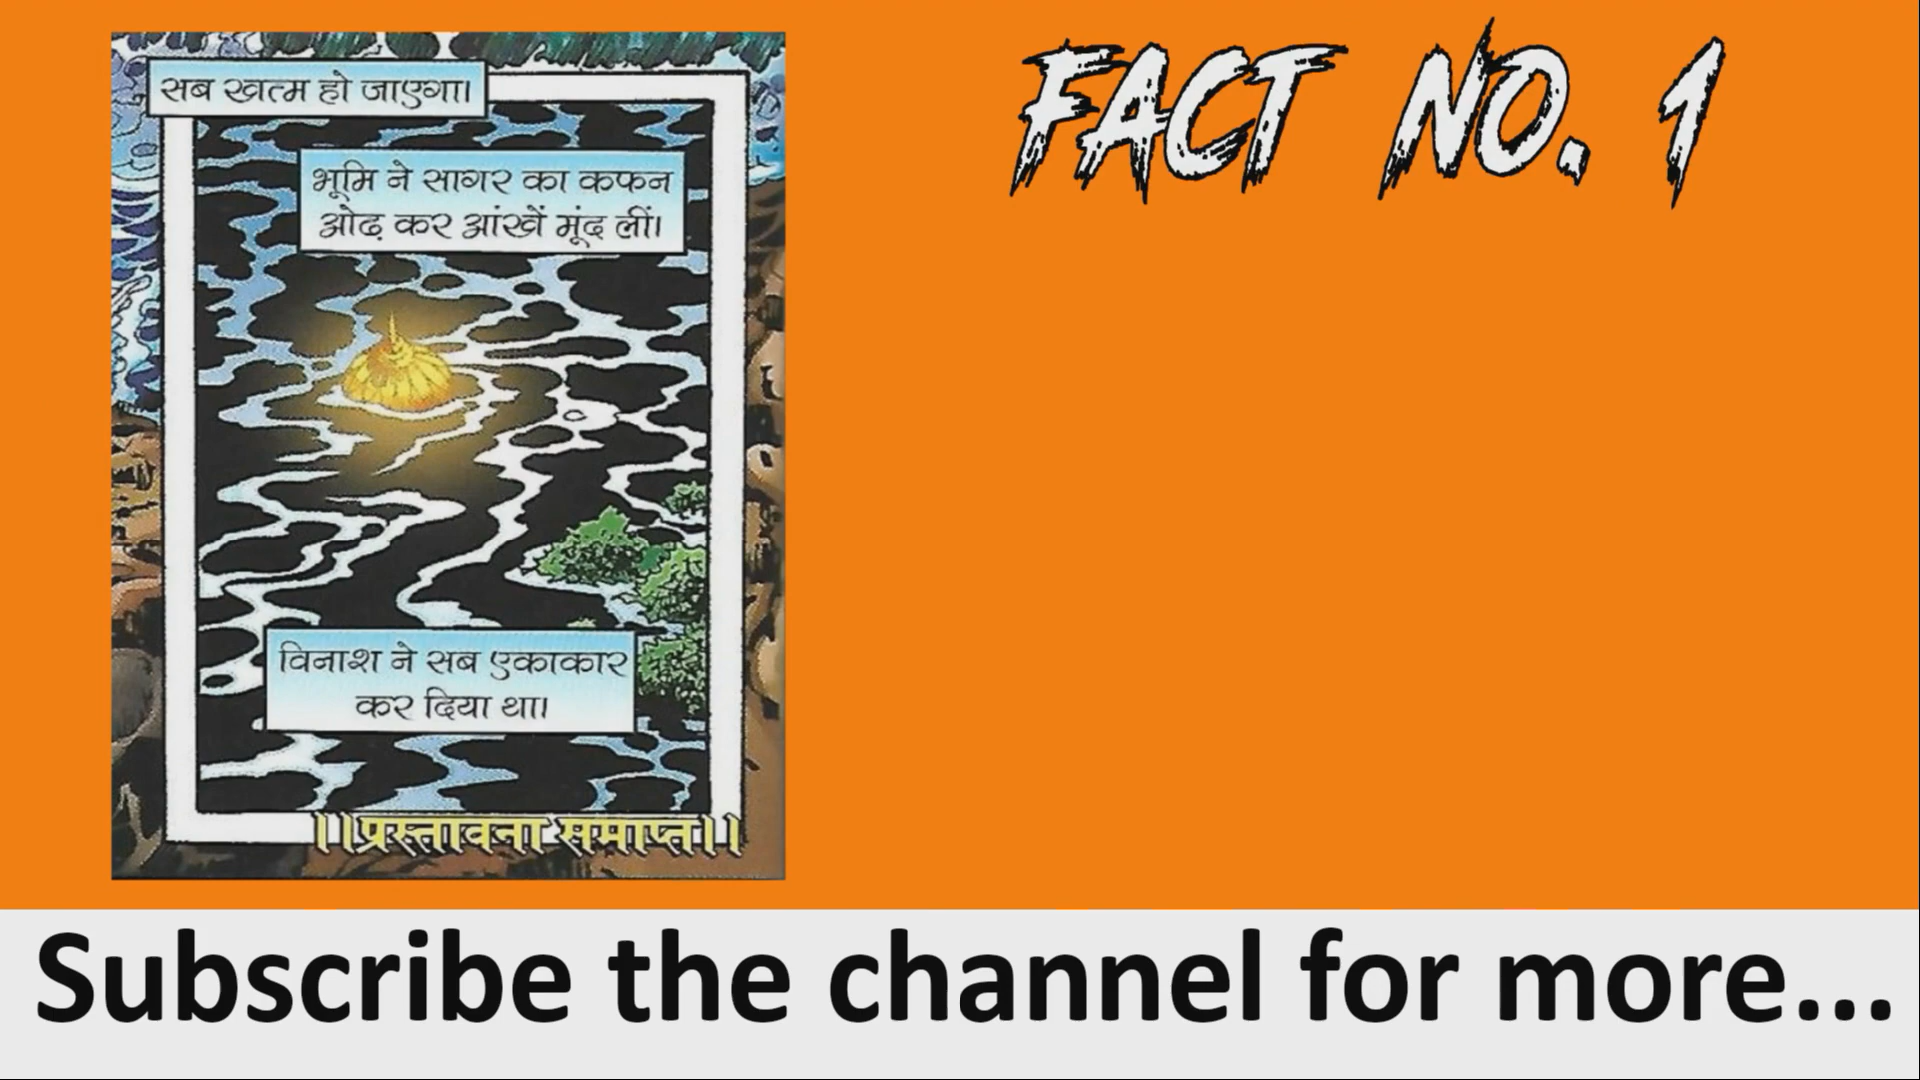 सब खत्म हो जाएगा।
भूमि ने सागर का कफन
ओढ़ कर आंखें मूंद लीं।
विनाश ने सब एकाकार
कर दिया था।
।।प्रस्तावना समाप्त।।
FACT NO. 1
Subscribe the channel for more...